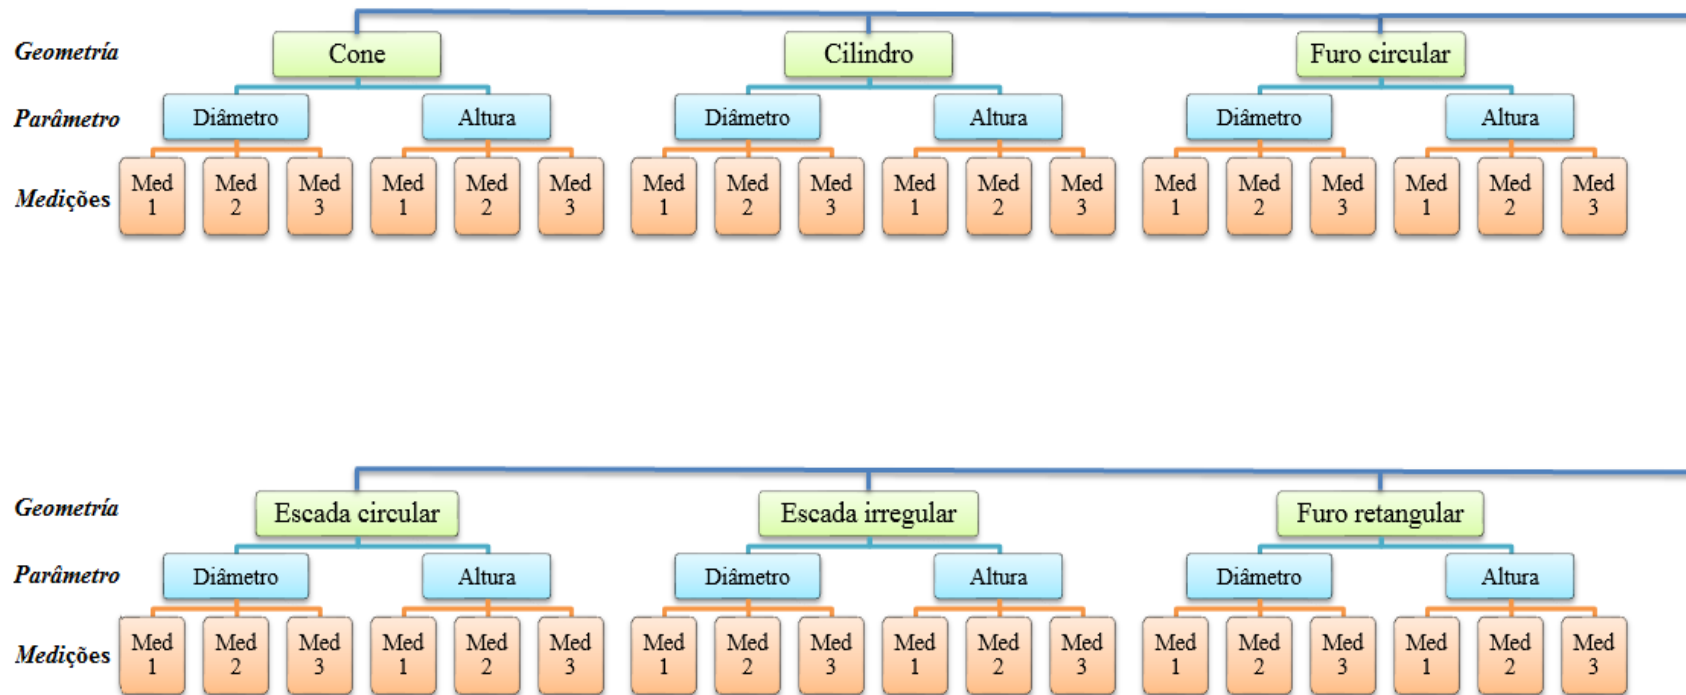 Geometría
Cone
Cilindro
Furo circular
Parâmetro
Diâmetro
Altura
Diâmetro
Altura
Diâmetro
Altura
Medições
Med
1
Med
2
Med
3
Med
1
Med
2
Med
3
Med
1
Med
2
Med
3
Med
1
Med
2
Med
3
Med
1
Med
2
Med
3
Med
1
Med
2
Med
3
Geometría
Escada circular
Escada irregular
Furo retangular
Parâmetro
Diâmetro
Altura
Diâmetro
Altura
Diâmetro
Altura
Medições
Med
1
Med
2
Med
3
Med
1
Med
2
Med
3
Med
1
Med
2
Med
3
Med
1
Med
2
Med
3
Med
1
Med
2
Med
3
Med
1
Med
2
Med
3